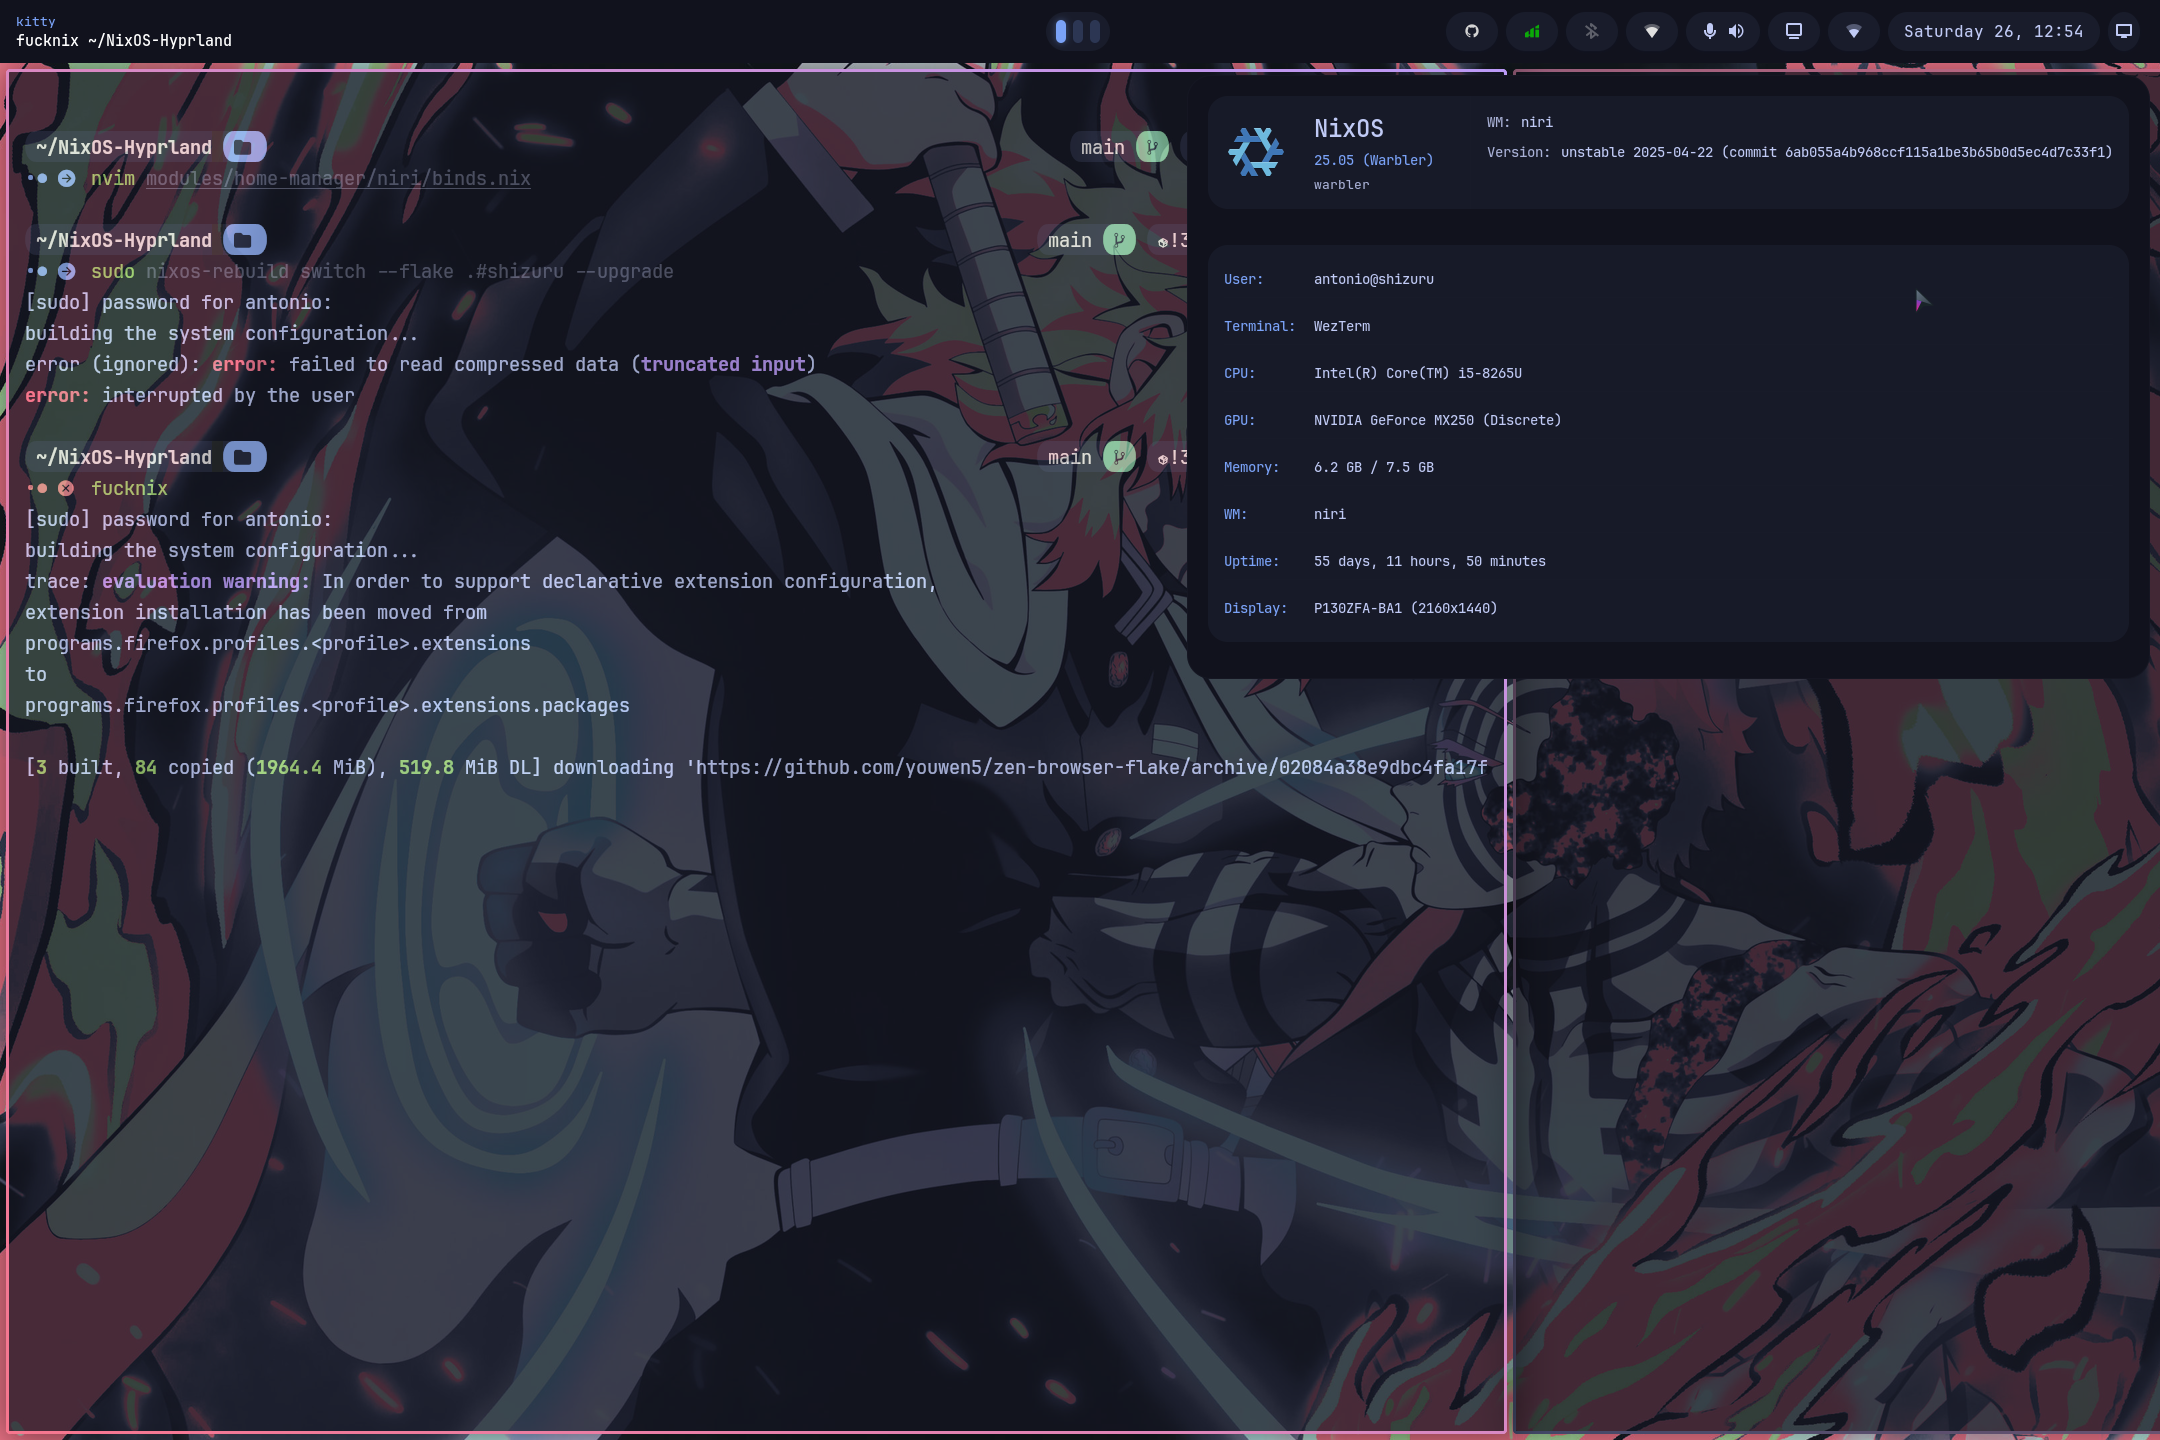 kitty
fucknix ~/NixOS-Hyprland
Saturday 26, 12:54
~/NixOS-Hyprland
main
nvim modules/home-manager/niri/binds.nix
~/NixOS-Hyprland
main !3
sudo nixos-rebuild switch --flake .#shizuru --upgrade
[sudo] password for antonio:
building the system configuration...
error (ignored): error: failed to read compressed data (truncated input)
error: interrupted by the user
~/NixOS-Hyprland
main !3
fucknix
[sudo] password for antonio:
building the system configuration...
trace: evaluation warning: In order to support declarative extension configuration,
extension installation has been moved from
programs.firefox.profiles.<profile>.extensions
to
programs.firefox.profiles.<profile>.extensions.packages
[3 built, 84 copied (1964.4 MiB), 519.8 MiB DL] downloading 'https://github.com/youwen5/zen-browser-flake/archive/02084a38e9dbc4fa17f
NixOS
25.05 (Warbler)
warbler
WM: niri
Version: unstable 2025-04-22 (commit 6ab055a4b968ccf115a1be3b65b0d5ec4d7c33f1)
User: antonio@shizuru
Terminal: WezTerm
CPU: Intel(R) Core(TM) i5-8265U
GPU: NVIDIA GeForce MX250 (Discrete)
Memory: 6.2 GB / 7.5 GB
WM: niri
Uptime: 55 days, 11 hours, 50 minutes
Display: P130ZFA-BA1 (2160x1440)